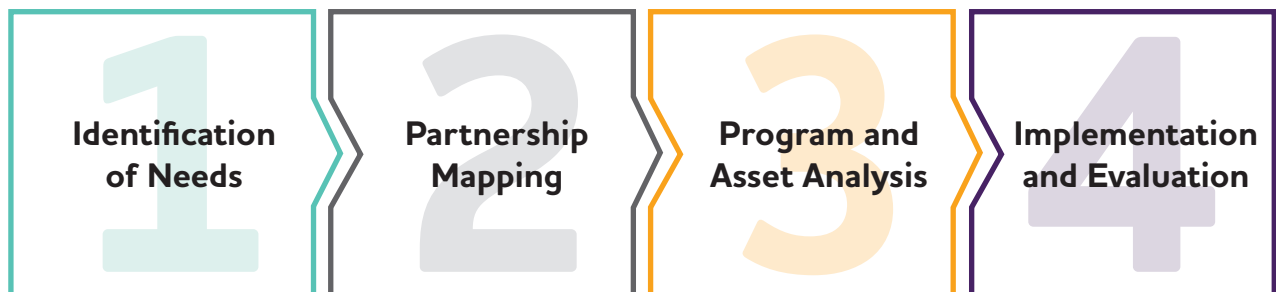 1
Identification
of Needs
2
Partnership
Mapping
3
Program and
Asset Analysis
4
Implementation
and Evaluation